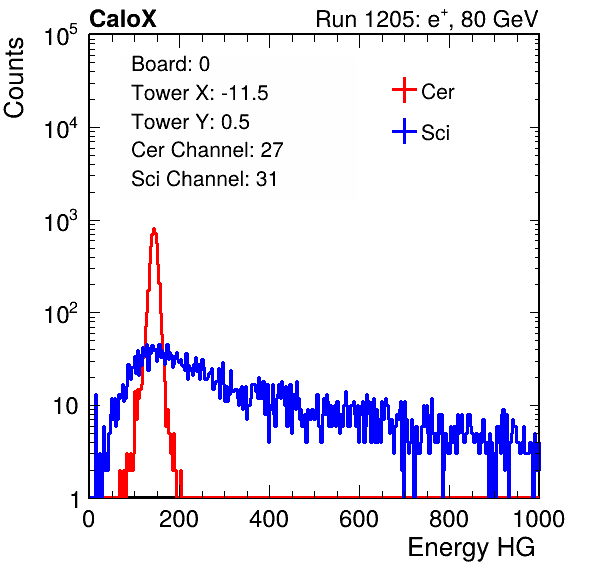 CaloX Run 1205: e+, 80 GeV
Counts
Board: 0
Tower X: -11.5
Tower Y: 0.5
Cer Channel: 27
Sci Channel: 31
Cer
Sci
10^5
10^4
10^3
10^2
10
1
0 200 400 600 800 1000
Energy HG